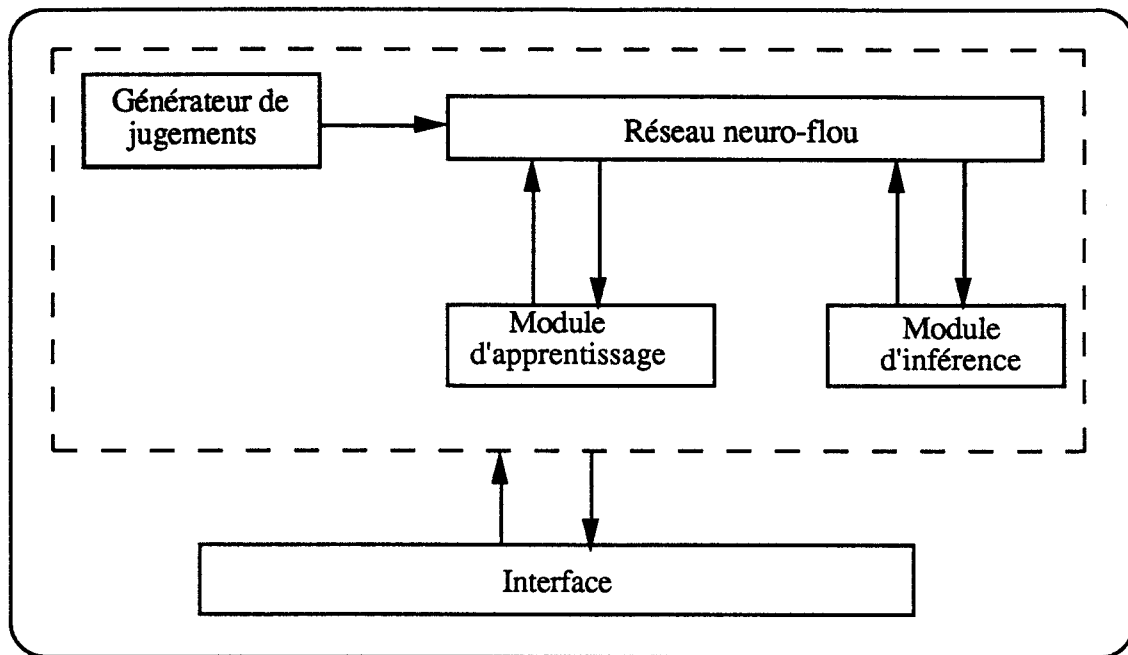 Générateur de
jugements
Réseau neuro-flou
Module
d'apprentissage
Module
d'inférence
Interface